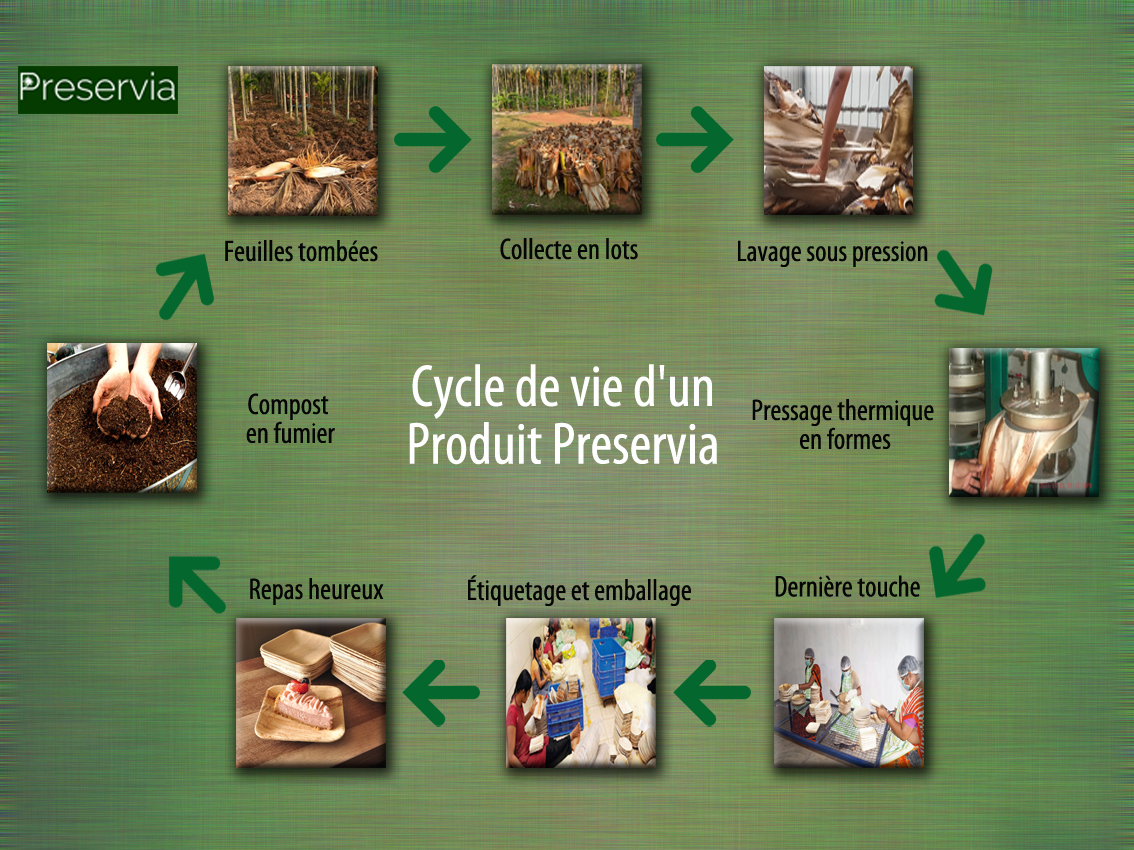 Preservia
Feuilles tombées
Collecte en lots
Lavage sous pression
Cycle de vie d'un
Produit Preservia
Pressage thermique
en formes
Compost
en fumier
Repas heureux
Étiquetage et emballage
Dernière touche